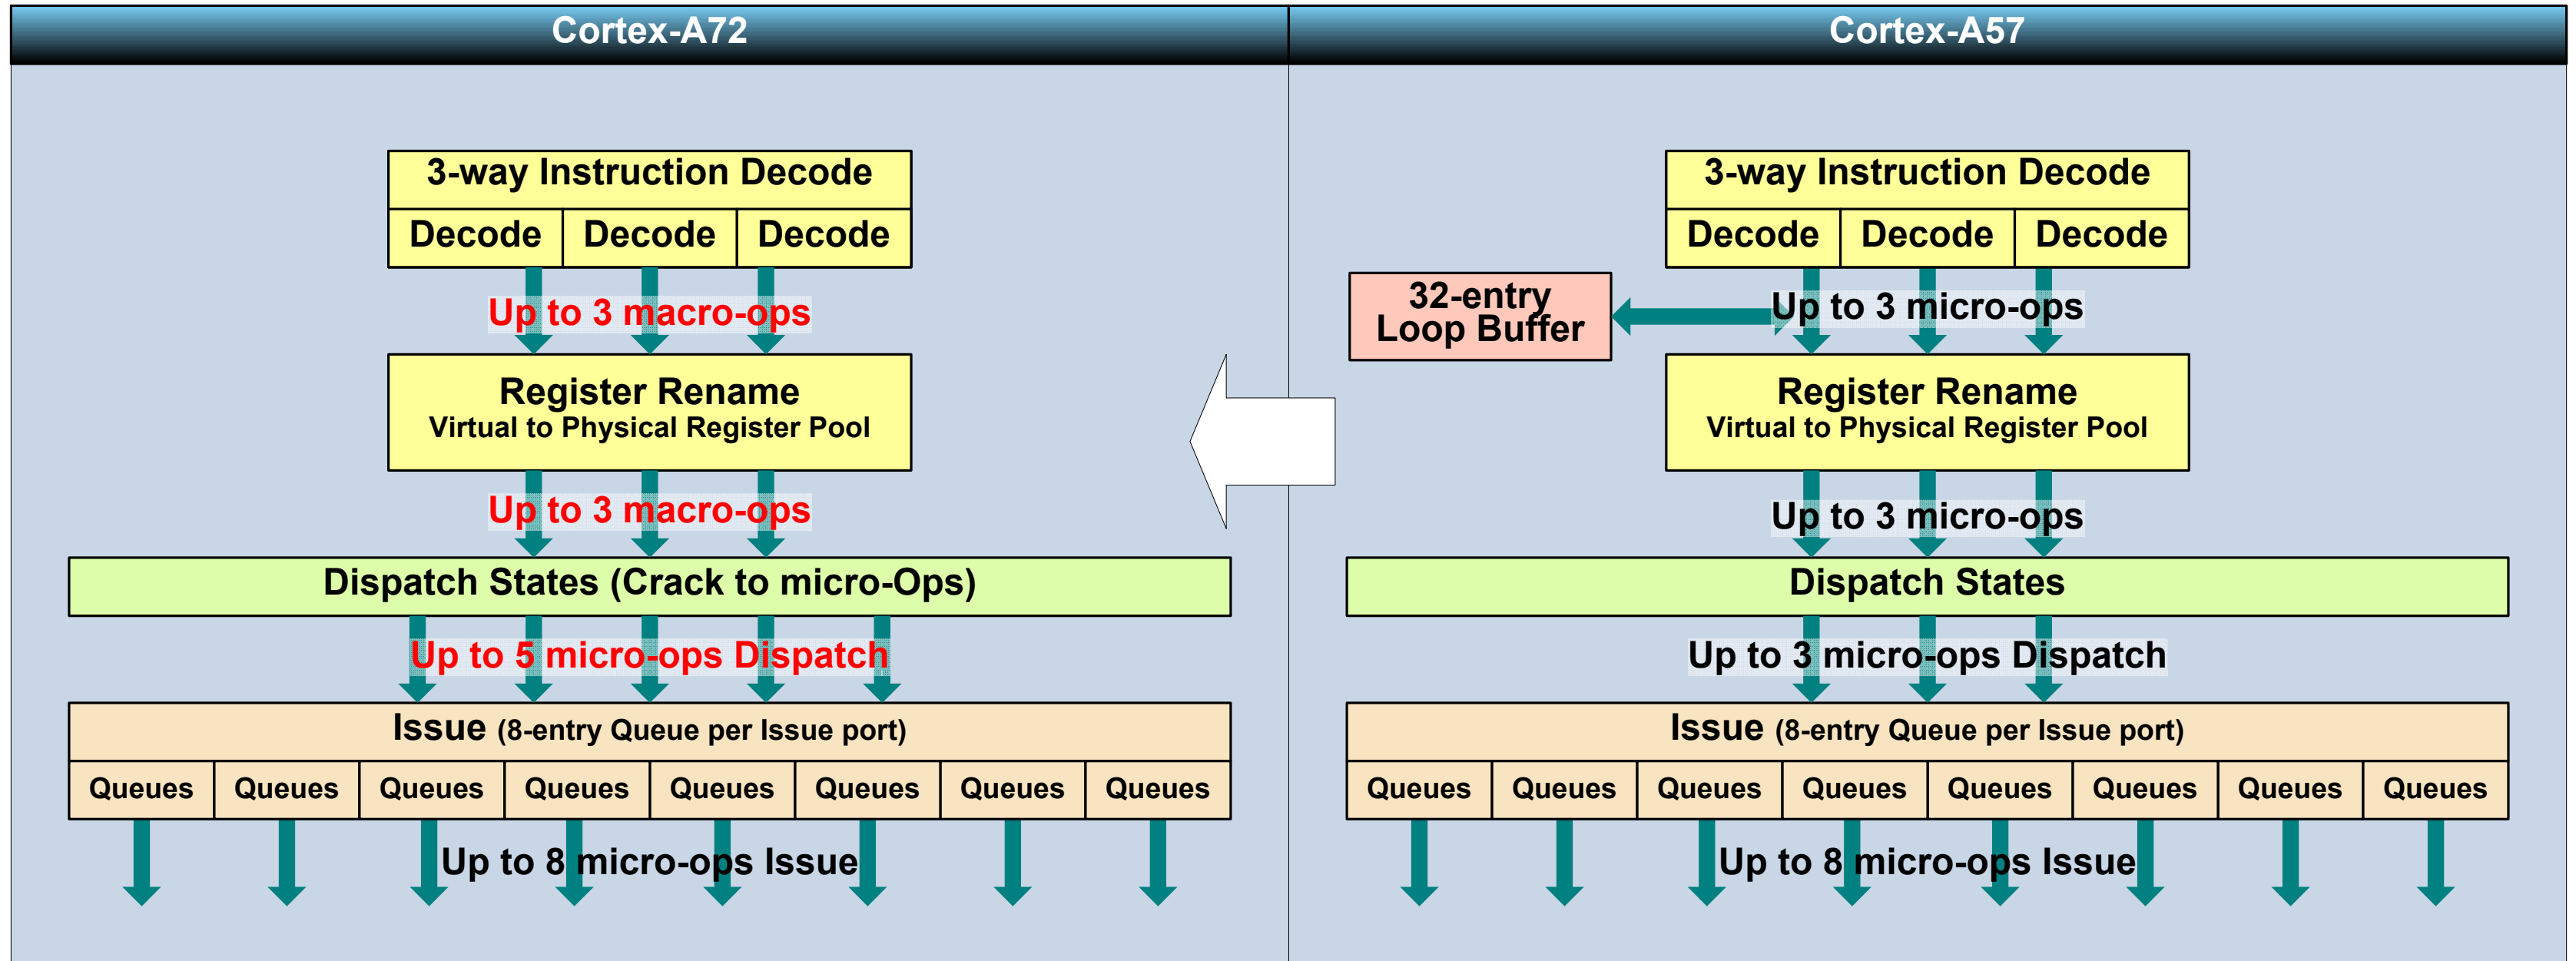 Cortex-A72
3-way Instruction Decode
Decode Decode Decode
Up to 3 macro-ops
Register Rename
Virtual to Physical Register Pool
Up to 3 macro-ops
Dispatch States (Crack to micro-Ops)
Up to 5 micro-ops Dispatch
Issue (8-entry Queue per Issue port)
Queues Queues Queues Queues Queues Queues Queues Queues
Up to 8 micro-ops Issue
Cortex-A57
3-way Instruction Decode
Decode Decode Decode
32-entry
Loop Buffer
Up to 3 micro-ops
Register Rename
Virtual to Physical Register Pool
Up to 3 micro-ops
Dispatch States
Up to 3 micro-ops Dispatch
Issue (8-entry Queue per Issue port)
Queues Queues Queues Queues Queues Queues Queues Queues
Up to 8 micro-ops Issue